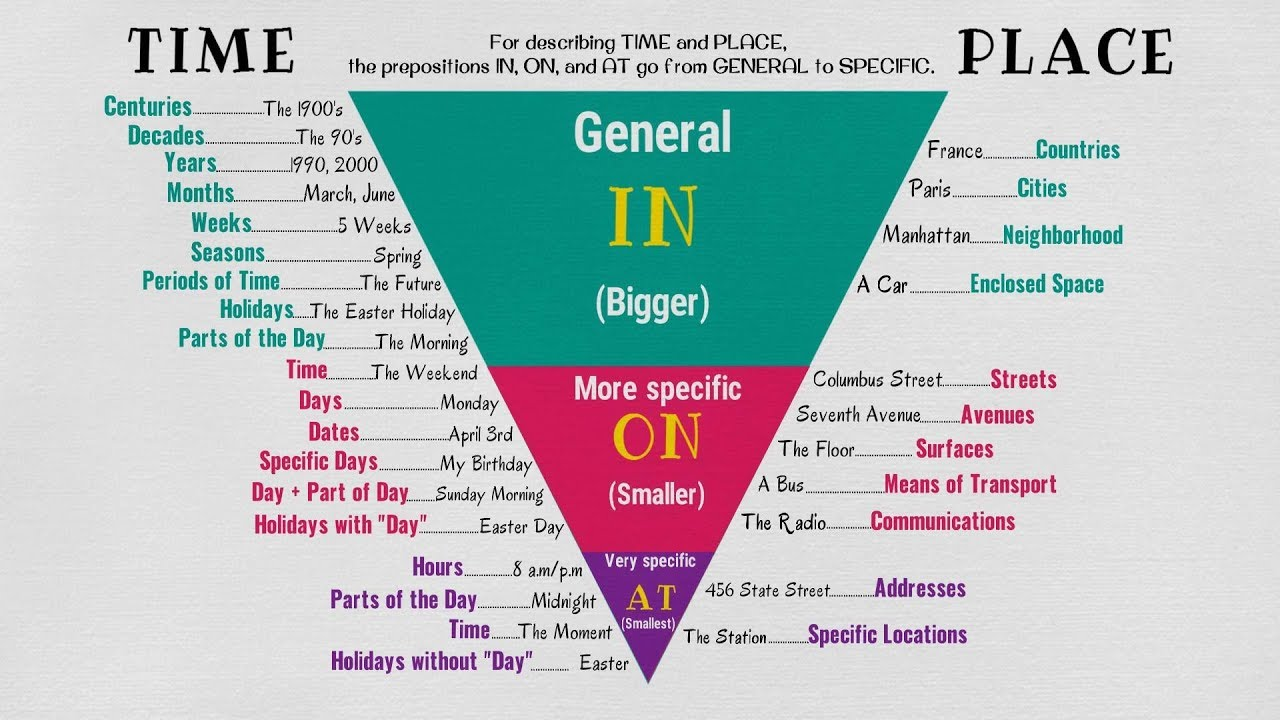 TIME
For describing TIME and PLACE,
the prepositions IN, ON, and AT go from GENERAL to SPECIFIC.
PLACE
Centuries..........The 1900's
Decades..........The 90's
Years..........1990, 2000
Months..........March, June
Weeks..........5 Weeks
Seasons..........Spring
Periods of Time..........The Future
Holidays......The Easter Holiday
Parts of the Day..........The Morning
Time..........The Weekend
Days..........Monday
Dates..........April 3rd
Specific Days..........My Birthday
Day + Part of Day..........Sunday Morning
Holidays with "Day"..........Easter Day
Hours..........8 a.m/p.m
Parts of the Day..........Midnight
Time..........The Moment
Holidays without "Day"..........Easter
General
IN
(Bigger)
More specific
ON
(Smaller)
Very specific
AT
(Smallest)
France..........Countries
Paris..........Cities
Manhattan..........Neighborhood
A Car..........Enclosed Space
Columbus Street..........Streets
Seventh Avenue..........Avenues
The Floor..........Surfaces
A Bus..........Means of Transport
The Radio..........Communications
456 State Street..........Addresses
The Station..........Specific Locations